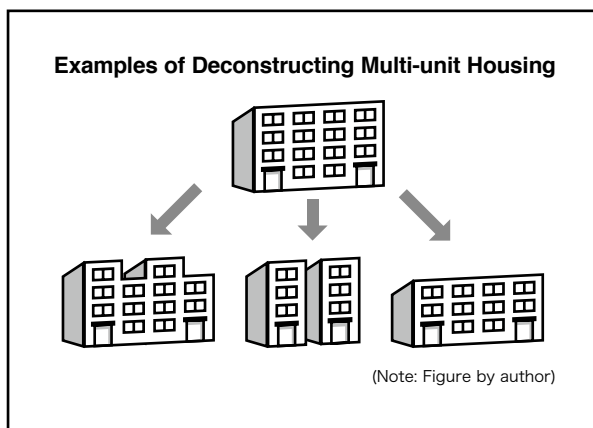 Examples of Deconstructing Multi-unit Housing
(Note: Figure by author)